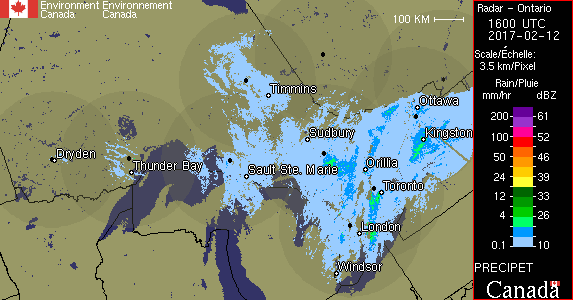 Environment Environnement
Canada Canada
100 KM
Timmins
Ottawa
Sudbury
Kingston
Dryden
Thunder Bay
Sault Ste. Marie
Orillia
Toronto
London
Windsor
Radar - Ontario
1600 UTC
2017-02-12
Scale/Échelle:
3.5 km/Pixel
Rain/Pluie
mm/hr dBZ
200 61
100 52
50 46
24 39
12 33
4 26
0.1 10
PRECIPET
Canada